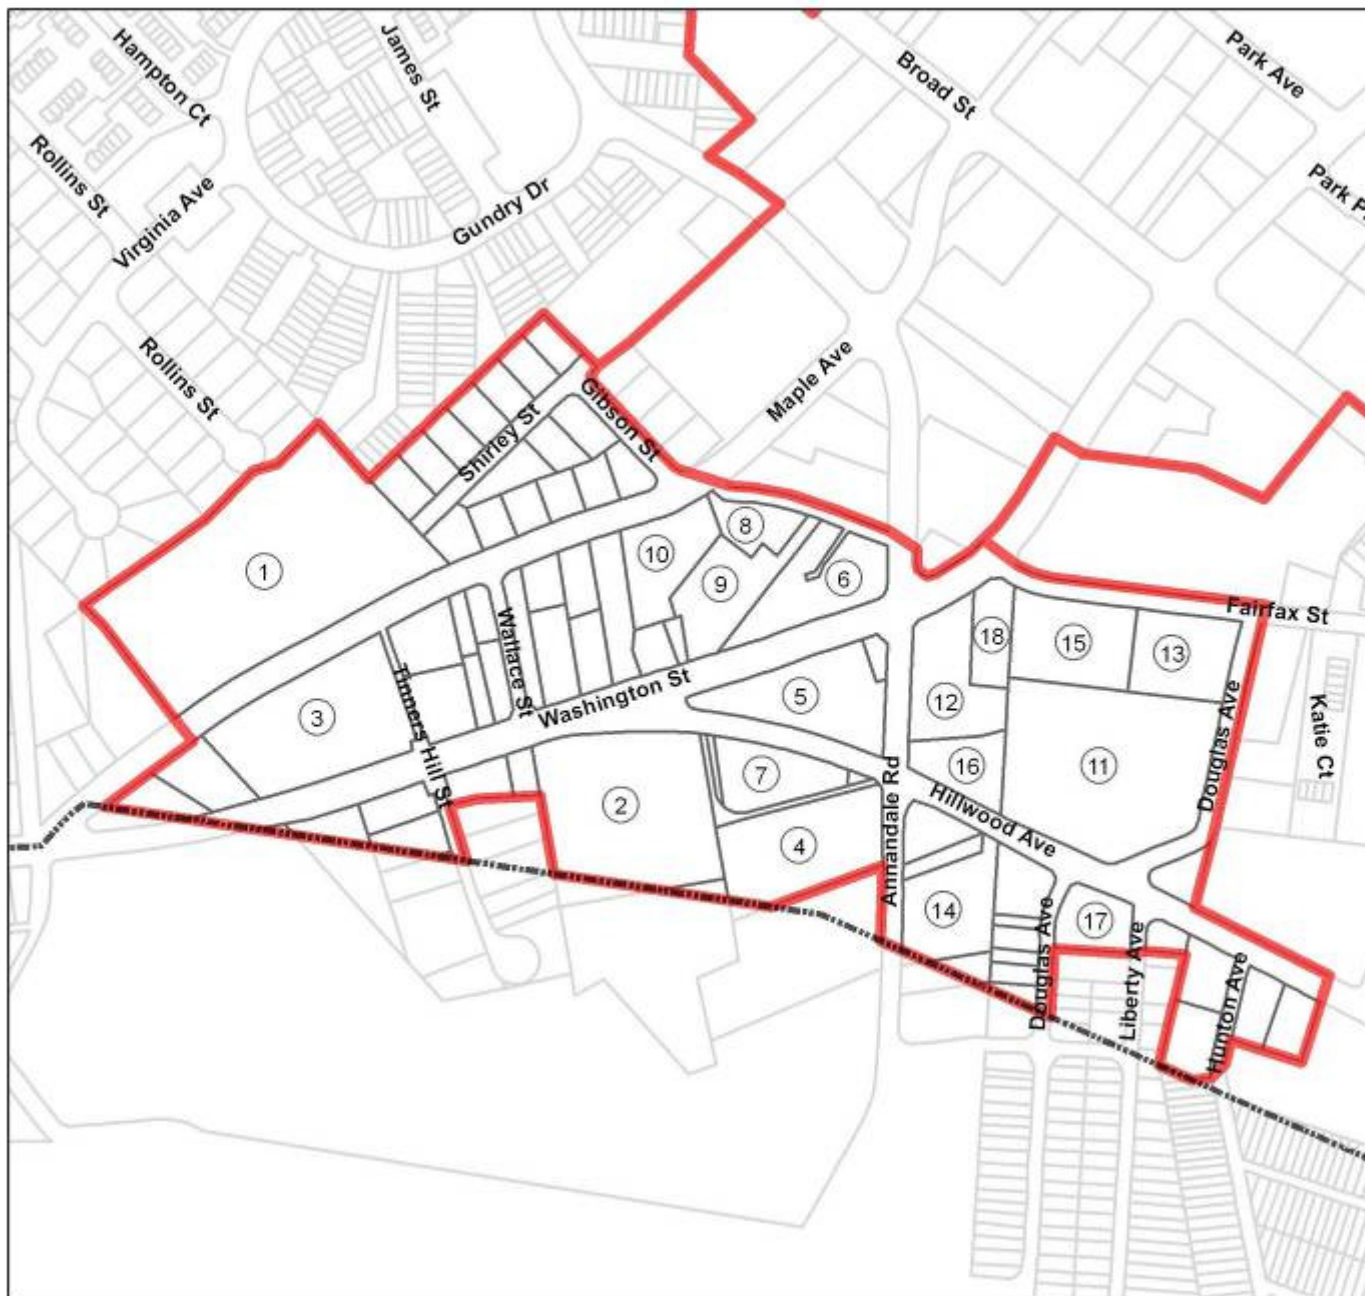 Hampton Ct
James St
Broad St
Park Ave
Rollins St
Virginia Ave
Gundry Dr
Park P
Rollins St
Maple Ave
Gibson St
Shirley St
8
10
1
9
6
Fairfax St
18
15
13
Wallace St
Tinners Hill St
Washington St
3
5
12
Katie Ct
Douglas Ave
2
7
16
11
Annandale Rd
Hillwood Ave
4
14
17
Douglas Ave
Liberty Ave
Hunton Ave